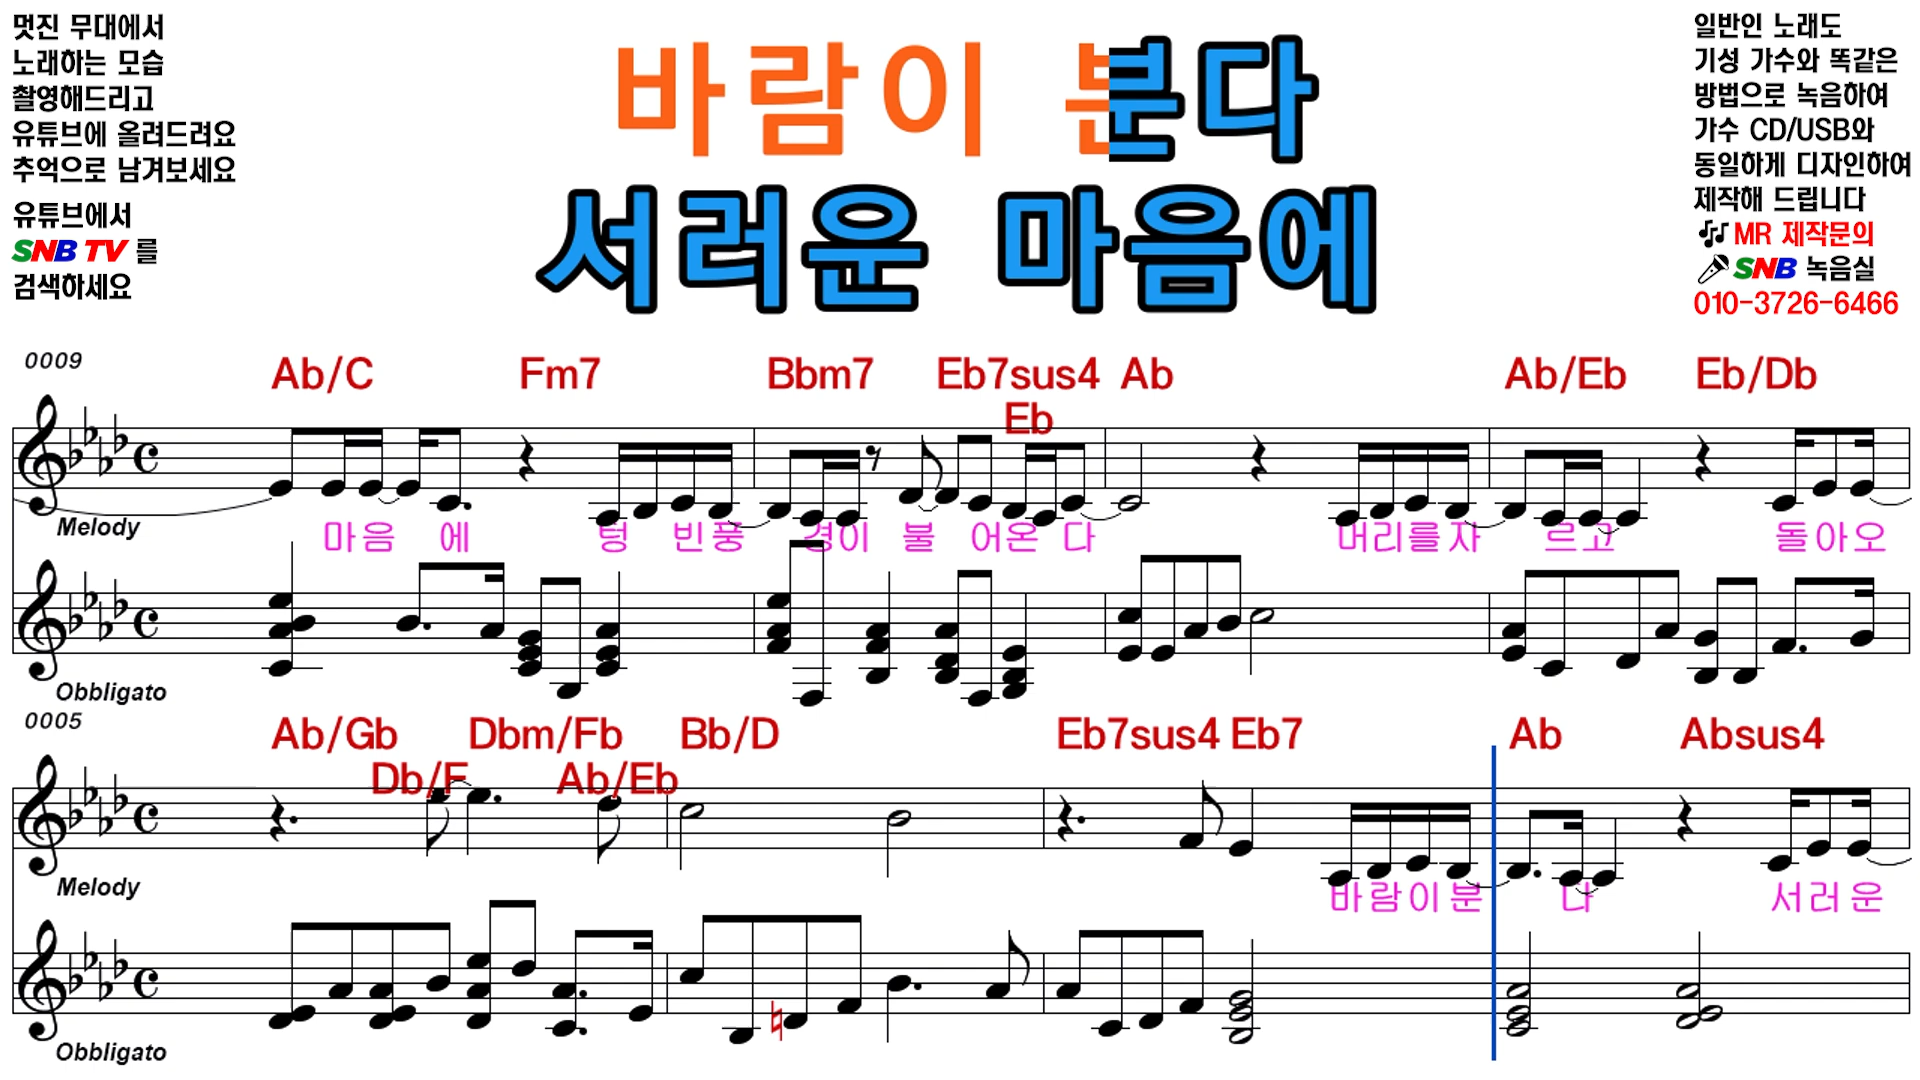 멋진 무대에서
노래하는 모습
촬영해드리고
유튜브에 올려드려요
추억으로 남겨보세요
유튜브에서
SNB TV 를
검색하세요
바람이 분다
서러운 마음에
일반인 노래도
기성 가수와 똑같은
방법으로 녹음하여
가수 CD/USB와
동일하게 디자인하여
제작해 드립니다
MR 제작문의
SNB 녹음실
010-3726-6466
0009
Ab/C Fm7 Bbm7 Eb7sus4 Ab Ab/Eb Eb/Db
Eb
Melody
마음 에 텅 빈풍 경이 불 어온 다 머리를자 르고 돌아오
Obbligato
0005
Ab/Gb Dbm/Fb Bb/D Eb7sus4 Eb7 Ab Absus4
Db/F Ab/Eb
Melody
바람이분 다 서러운
Obbligato